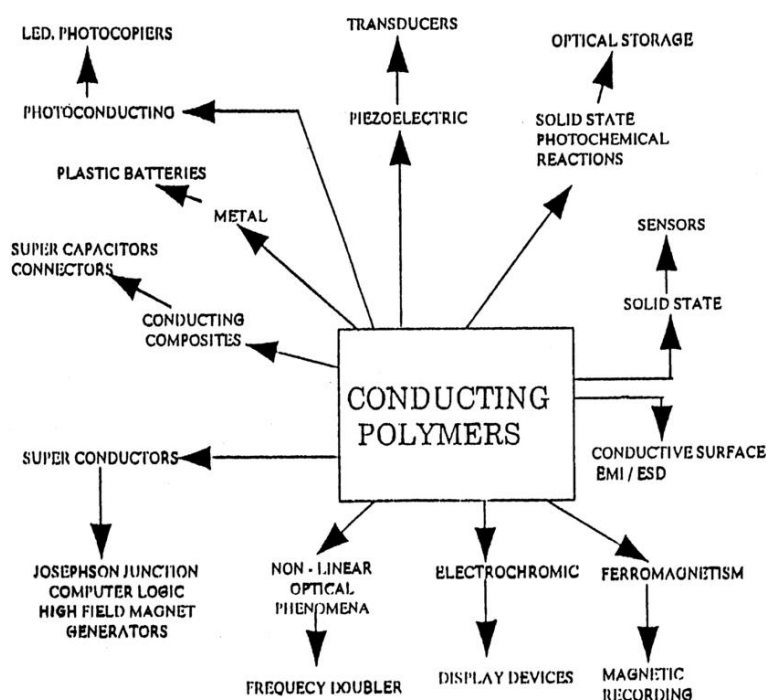 LED. PHOTOCOPIERS
TRANSDUCERS
OPTICAL STORAGE
PHOTOCONDUCTING
PIEZOELECTRIC
SOLID STATE
PHOTOCHEMICAL
REACTIONS
PLASTIC BATTERIES
METAL
SENSORS
SUPER CAPACITORS
CONNECTORS
SOLID STATE
CONDUCTING
COMPOSITES
CONDUCTING
POLYMERS
SUPER CONDUCTORS
CONDUCTIVE SURFACE
EMI / ESD
JOSEPHSON JUNCTION
COMPUTER LOGIC
HIGH FIELD MAGNET
GENERATORS
NON - LINEAR
OPTICAL
PHENOMENA
ELECTROCHROMIC
FERROMAGNETISM
FREQUECY DOUBLER
DISPLAY DEVICES
MAGNETIC
RECORDING